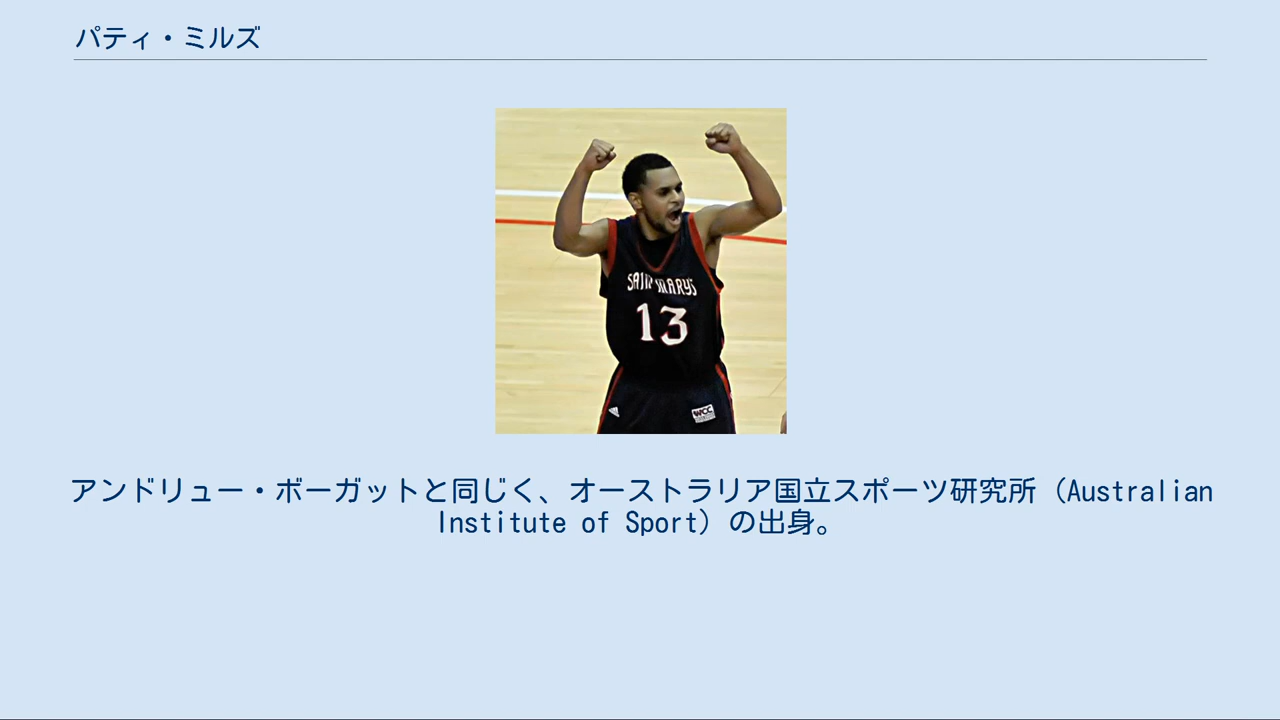 パティ・ミルズ
SAINT MARY'S
13
WCC
アンドリュー・ボーガットと同じく、オーストラリア国立スポーツ研究所（Australian
Institute of Sport）の出身。